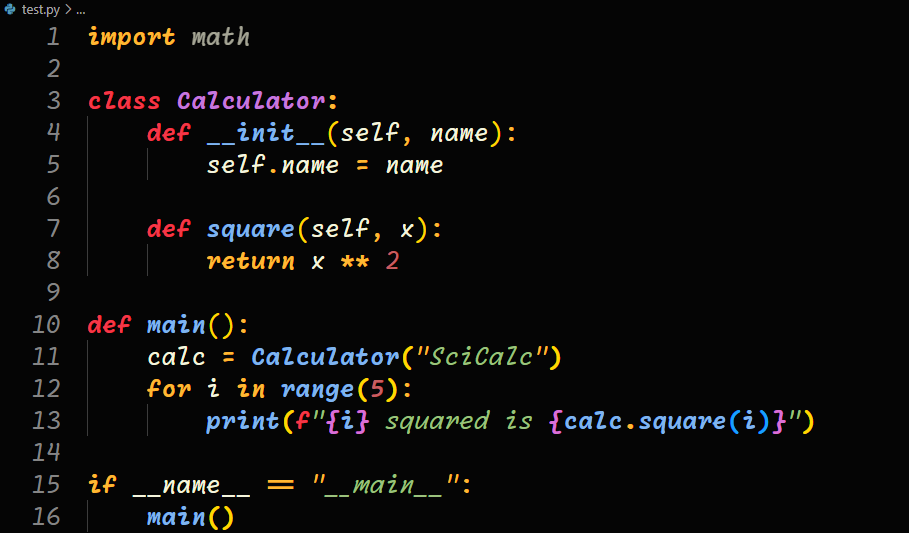 test.py > ...
1 import math
2
3 class Calculator:
4     def __init__(self, name):
5         self.name = name
6
7     def square(self, x):
8         return x ** 2
9
10 def main():
11     calc = Calculator("SciCalc")
12     for i in range(5):
13         print(f"{i} squared is {calc.square(i)}")
14
15 if __name__ == "__main__":
16     main()